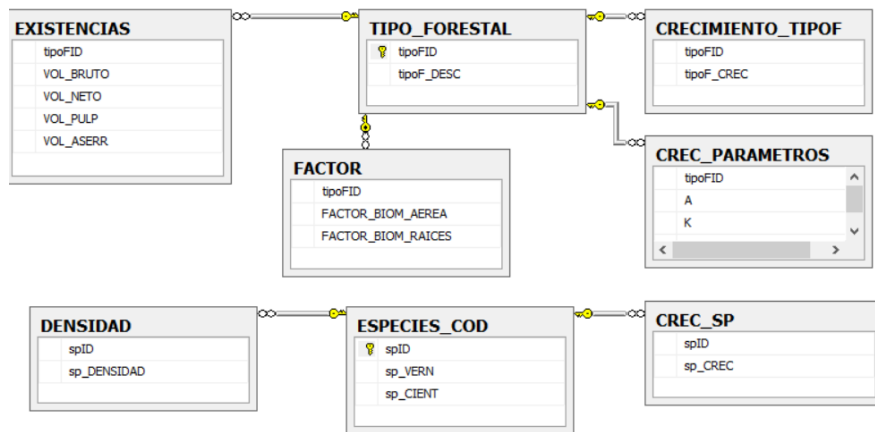 EXISTENCIAS
tipoFID
VOL_BRUTO
VOL_NETO
VOL_PULP
VOL_ASERR
TIPO_FORESTAL
tipoFID
tipoF_DESC
CRECIMIENTO_TIPOF
tipoFID
tipoF_CREC
FACTOR
tipoFID
FACTOR_BIOM_AEREA
FACTOR_BIOM_RAICES
CREC_PARAMETROS
tipoFID
A
K
DENSIDAD
spID
sp_DENSIDAD
ESPECIES_COD
spID
sp_VERN
sp_CIENT
CREC_SP
spID
sp_CREC